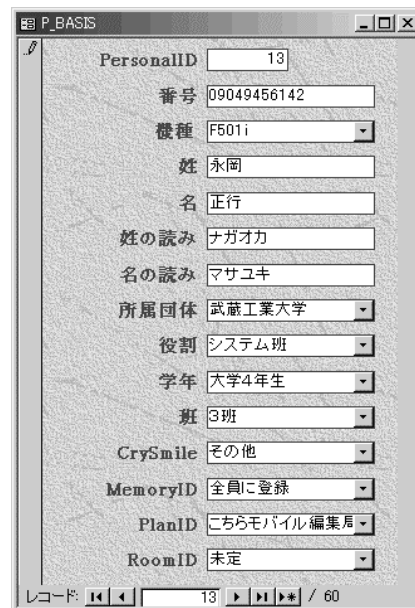 P_BASIS
PersonalID 13
番号 09049456142
機種 F501i
姓 永岡
名 正行
姓の読み ナガオカ
名の読み マサユキ
所属団体 武蔵工業大学
役割 システム班
学年 大学4年生
班 3班
CrySmile その他
MemoryID 全員に登録
PlanID こちらモバイル編集局
RoomID 未定
レコード: 13 / 60